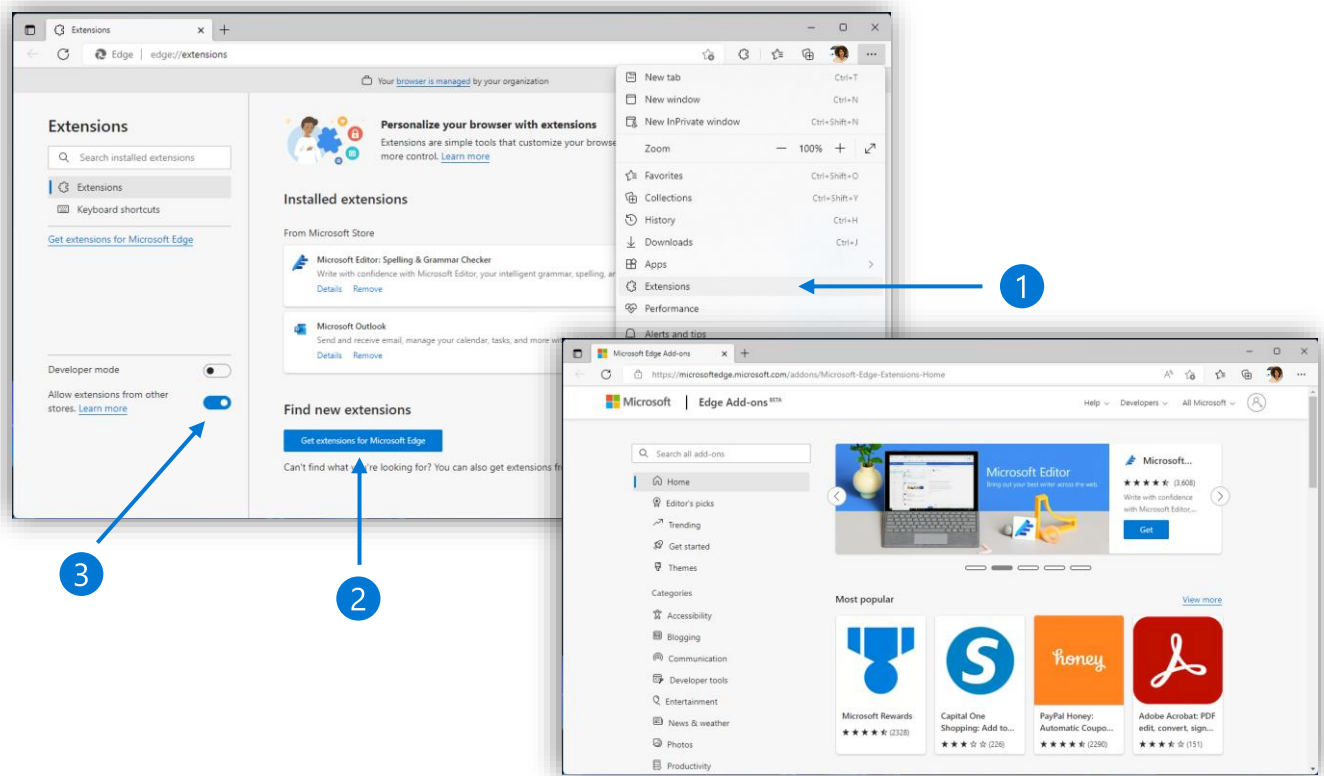 Extensions
Edge | edge://extensions
Your browser is managed by your organization
Extensions
Search installed extensions
Extensions
Keyboard shortcuts
Get extensions for Microsoft Edge
Developer mode
Allow extensions from other
stores. Learn more
Personalize your browser with extensions
Extensions are simple tools that customize your browse
more control. Learn more
Installed extensions
From Microsoft Store
Microsoft Editor: Spelling & Grammar Checker
Write with confidence with Microsoft Editor, your intelligent grammar, spelling, ar
Details Remove
Microsoft Outlook
Send and receive email, manage your calendar, tasks, and more wi
Details Remove
Find new extensions
Get extensions for Microsoft Edge
Can't find what you're looking for? You can also get extensions fr
New tab Ctrl+T
New window Ctrl+N
New InPrivate window Ctrl+Shift+N
Zoom — 100% +
Favorites Ctrl+Shift+O
Collections Ctrl+Shift+Y
History Ctrl+H
Downloads Ctrl+J
Apps
Extensions
Performance
Alerts and tips
1
2
3
Microsoft Edge Add-ons
https://microsoftedge.microsoft.com/addons/Microsoft-Edge-Extensions-Home
Microsoft | Edge Add-ons BETA
Help Developers All Microsoft
Search all add-ons
Home
Editor's picks
Trending
Get started
Themes
Categories
Accessibility
Blogging
Communication
Developer tools
Entertainment
News & weather
Photos
Productivity
Microsoft Editor
Bring out your best writer across the web.
Microsoft...
(3,608)
Write with confidence
with Microsoft Editor,...
Get
Most popular
View more
Microsoft Rewards
(2328)
S
Capital One
Shopping: Add to...
(226)
honey
PayPal Honey:
Automatic Coupo...
(2290)
Adobe Acrobat: PDF
edit, convert, sign...
(151)